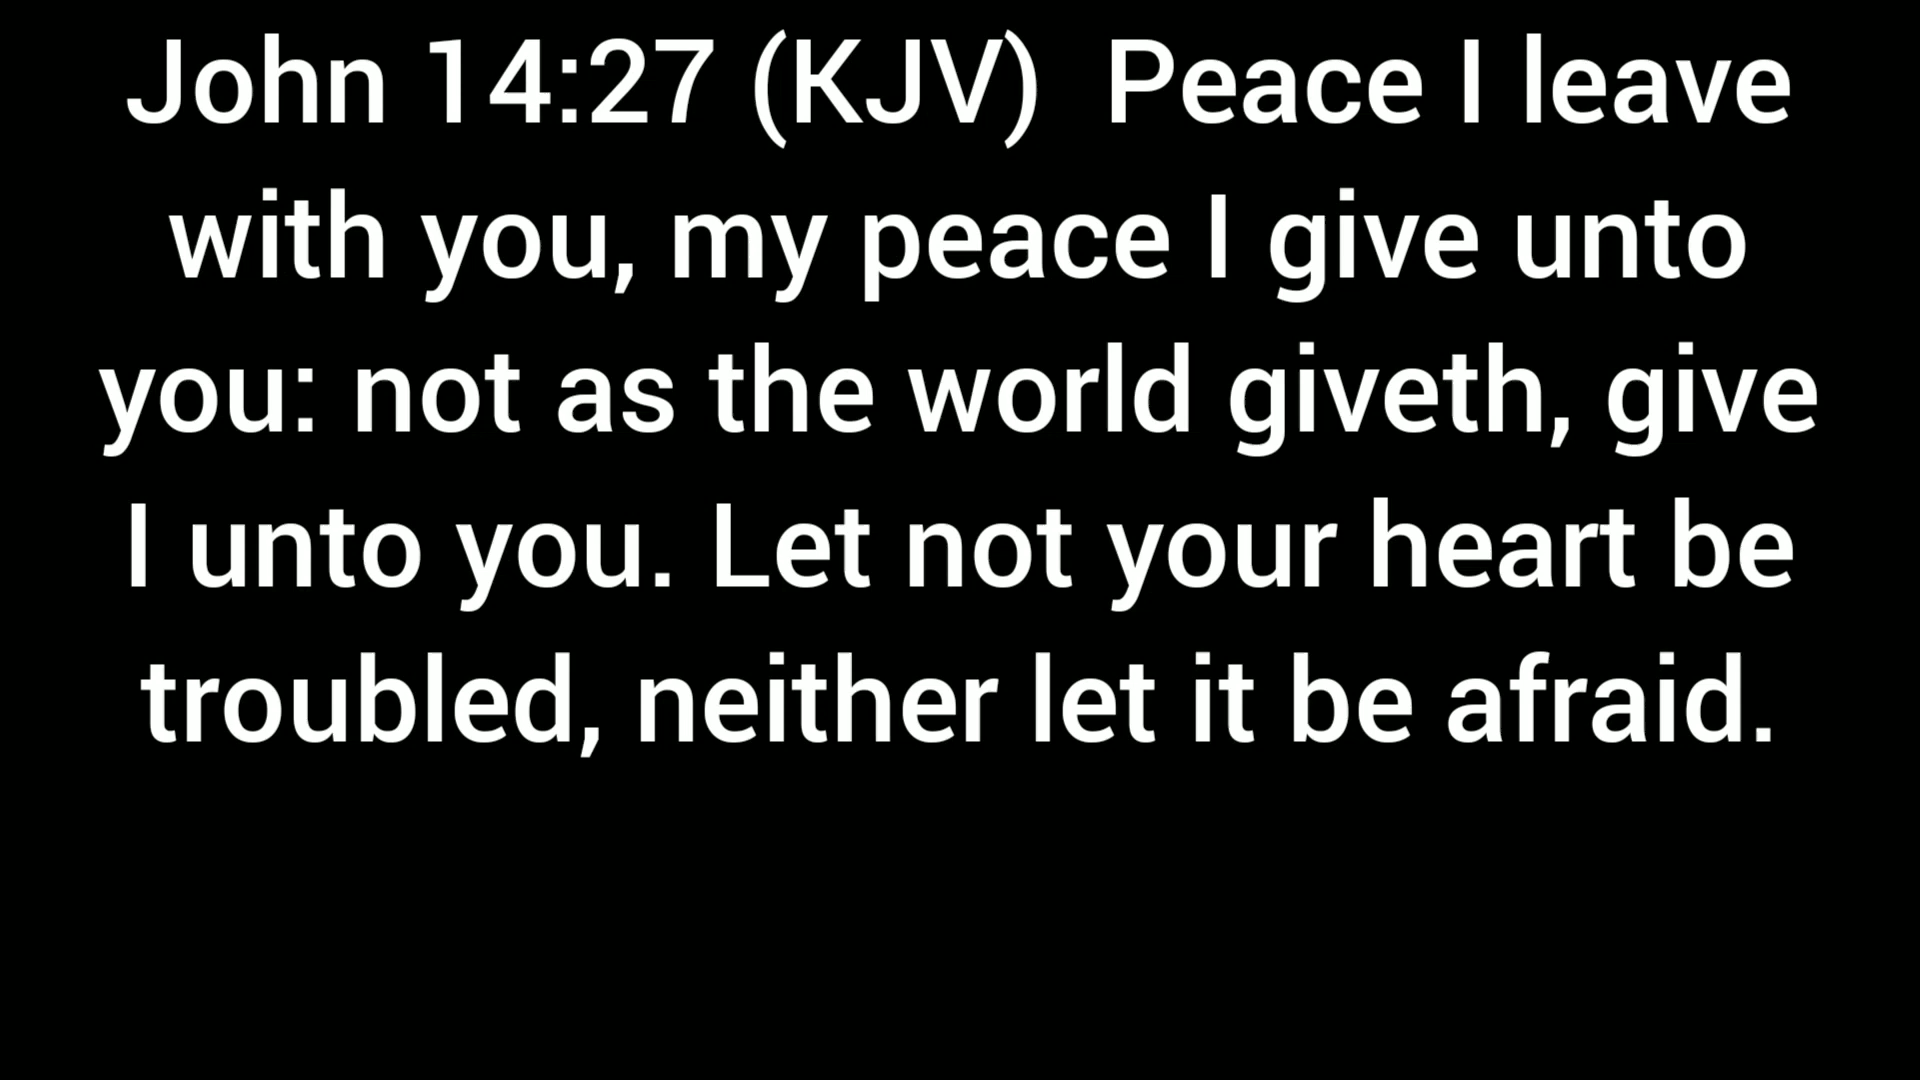 John 14:27 (KJV)  Peace I leave
with you, my peace I give unto
you: not as the world giveth, give
I unto you. Let not your heart be
troubled, neither let it be afraid.